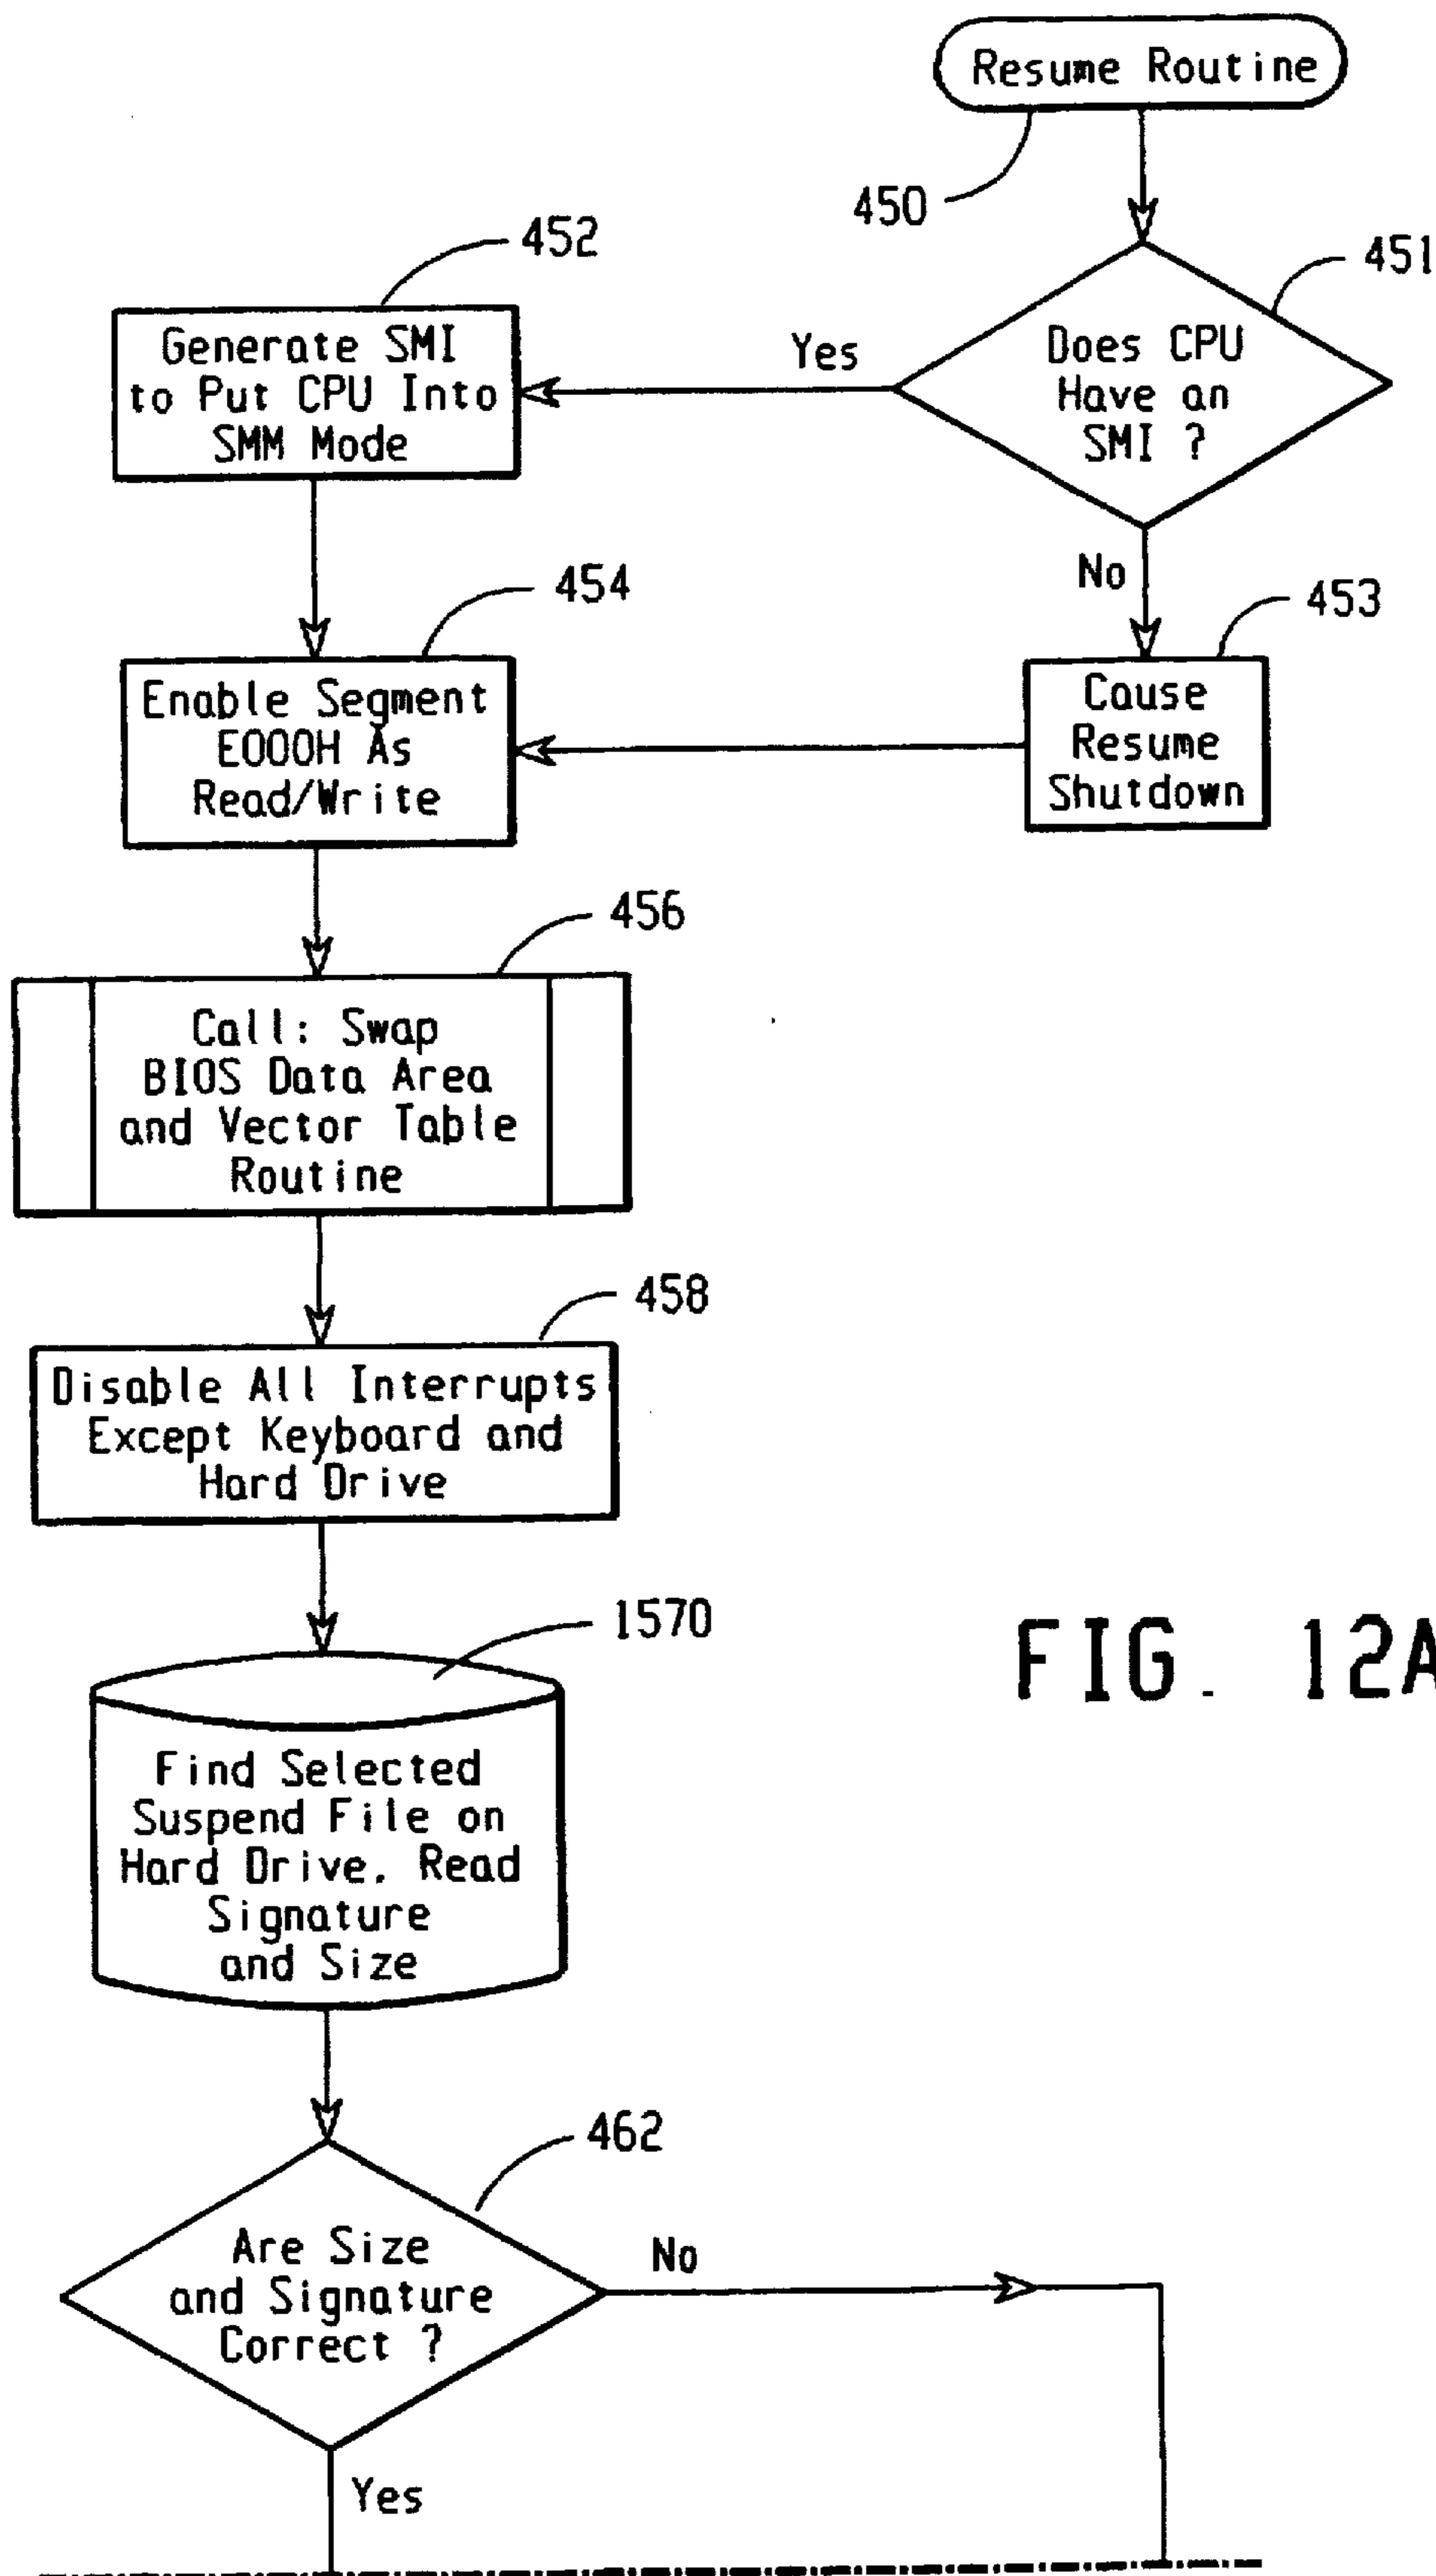 Resume Routine
450
451
452
Does CPU
Have an
SMI ?
Yes
Generate SMI
to Put CPU Into
SMM Mode
No
453
454
Cause
Resume
Shutdown
Enable Segment
E000H As
Read/Write
456
Call: Swap
BIOS Data Area
and Vector Table
Routine
458
Disable All Interrupts
Except Keyboard and
Hard Drive
1570
FIG. 12A
Find Selected
Suspend File on
Hard Drive, Read
Signature
and Size
462
Are Size
and Signature
Correct ?
No
Yes